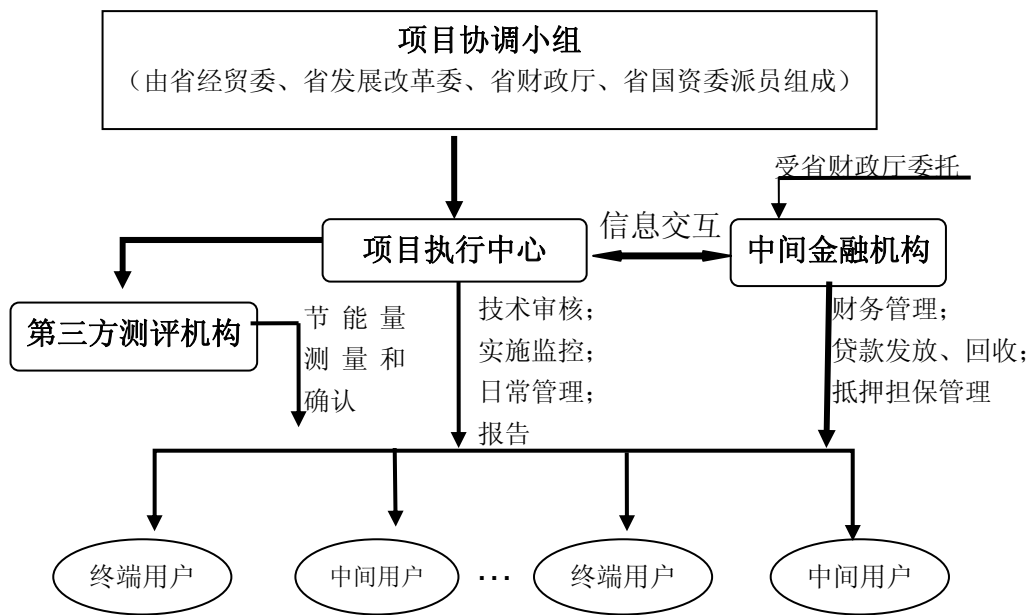 项目协调小组
（由省经贸委、省发展改革委、省财政厅、省国资委派员组成）
受省财政厅委托
项目执行中心
信息交互
中间金融机构
第三方测评机构
节能量
测量和
确认
技术审核；
实施监控；
日常管理；
报告
财务管理；
贷款发放、回收；
抵押担保管理
终端用户
中间用户
…
终端用户
中间用户